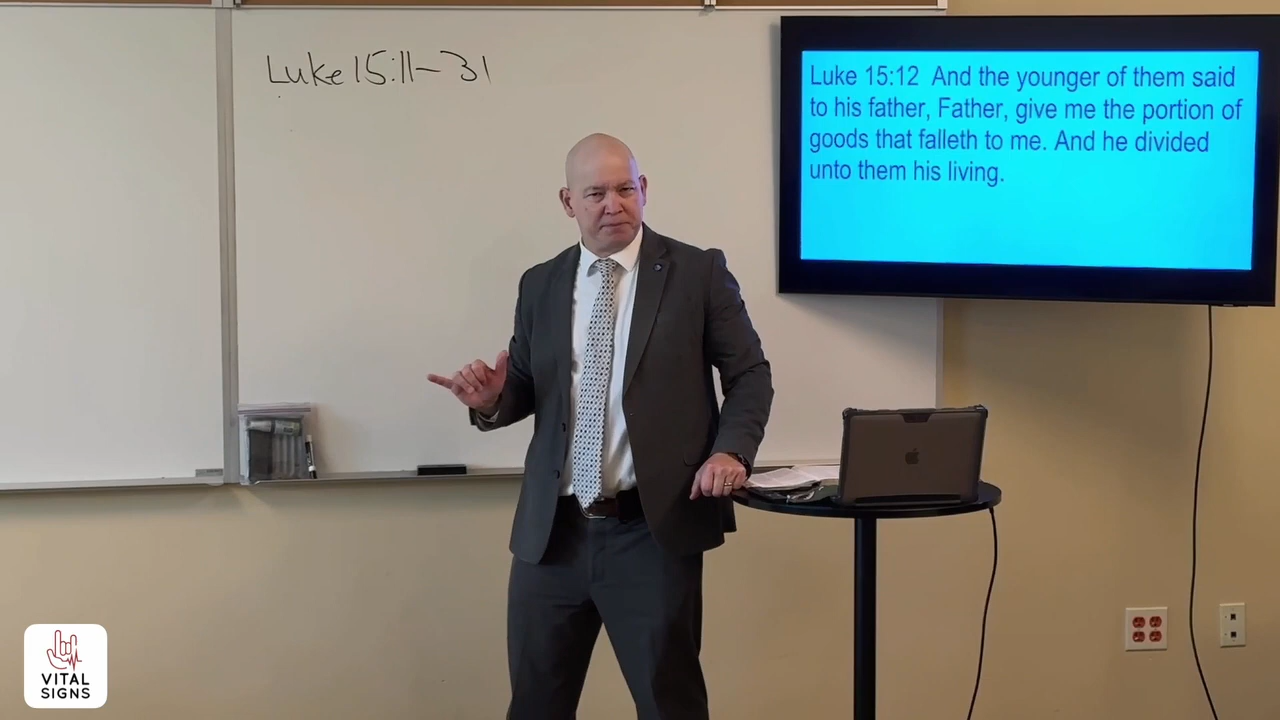 Luke 15:11-31
Luke 15:12 And the younger of them said
to his father, Father, give me the portion of
goods that falleth to me. And he divided
unto them his living.
VITAL
SIGNS